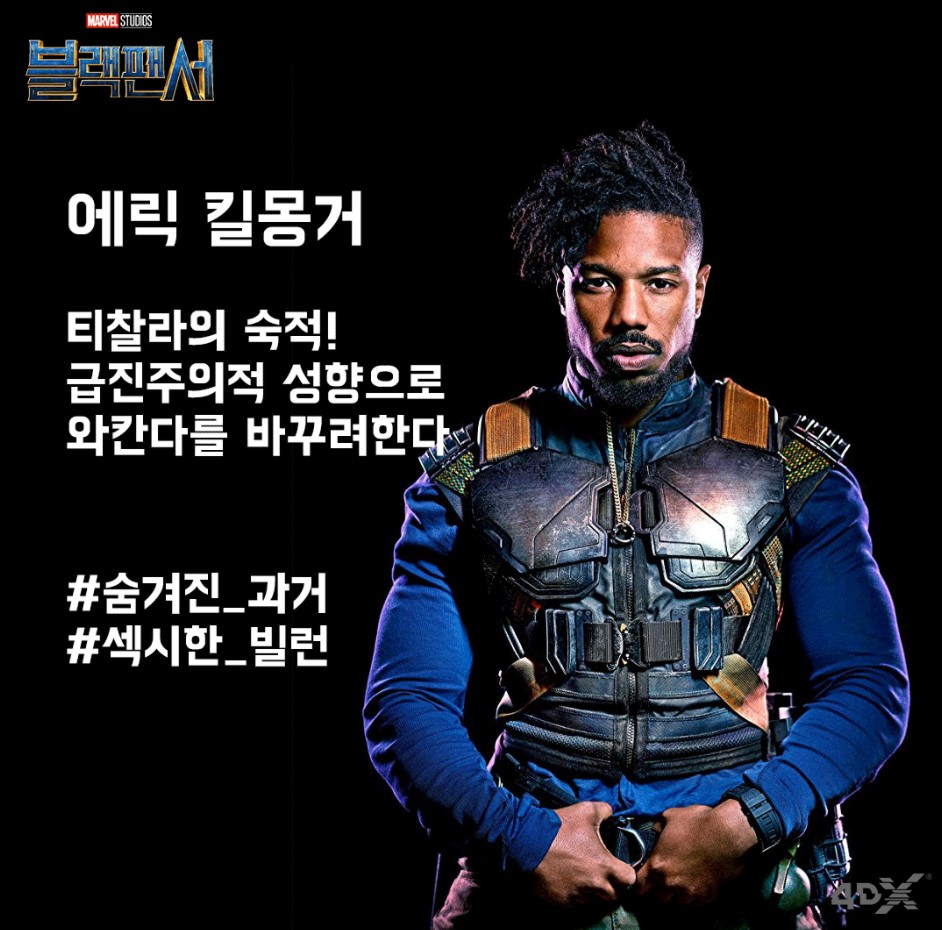 MARVEL STUDIOS
블랙팬서
에릭 킬몽거
티찰라의 숙적!
급진주의적 성향으로
와칸다를 바꾸려한다
#숨겨진_과거
#섹시한_빌런
4DX®